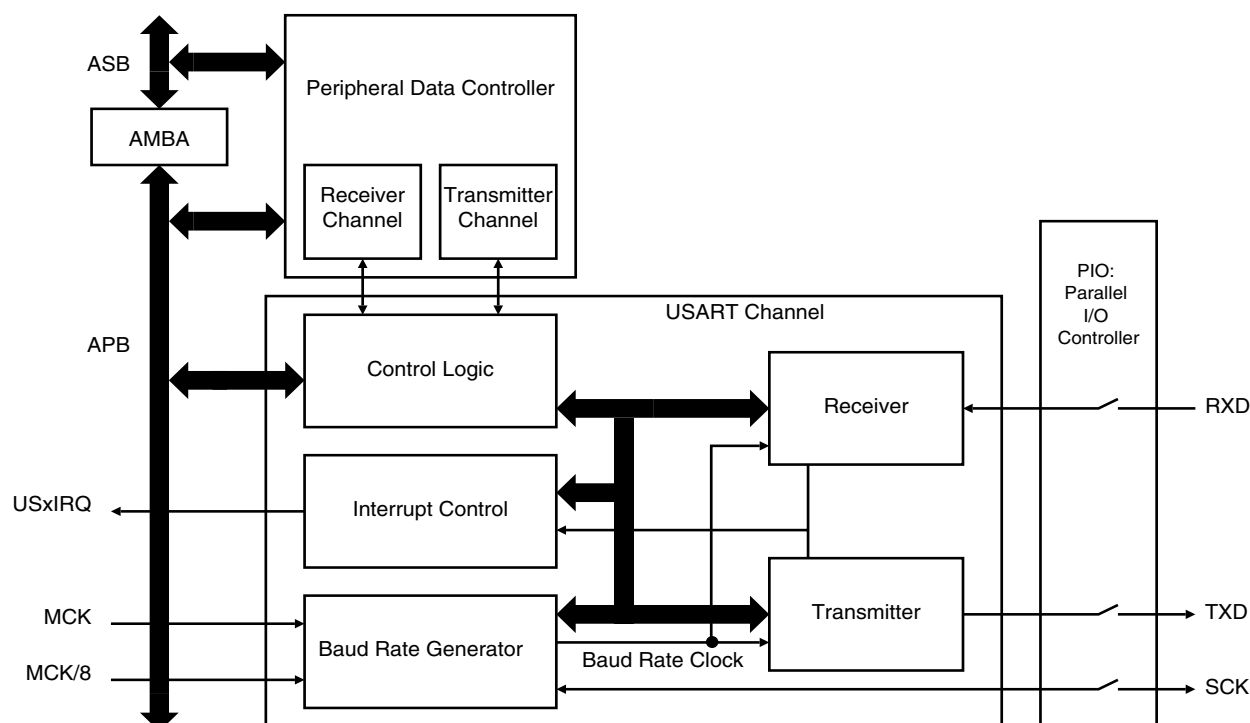 ASB
Peripheral Data Controller
AMBA
Receiver
Channel
Transmitter
Channel
PIO:
Parallel
I/O
Controller
USART Channel
APB
Control Logic
Receiver
RXD
USxIRQ
Interrupt Control
MCK
Baud Rate Generator
Transmitter
TXD
Baud Rate Clock
MCK/8
SCK